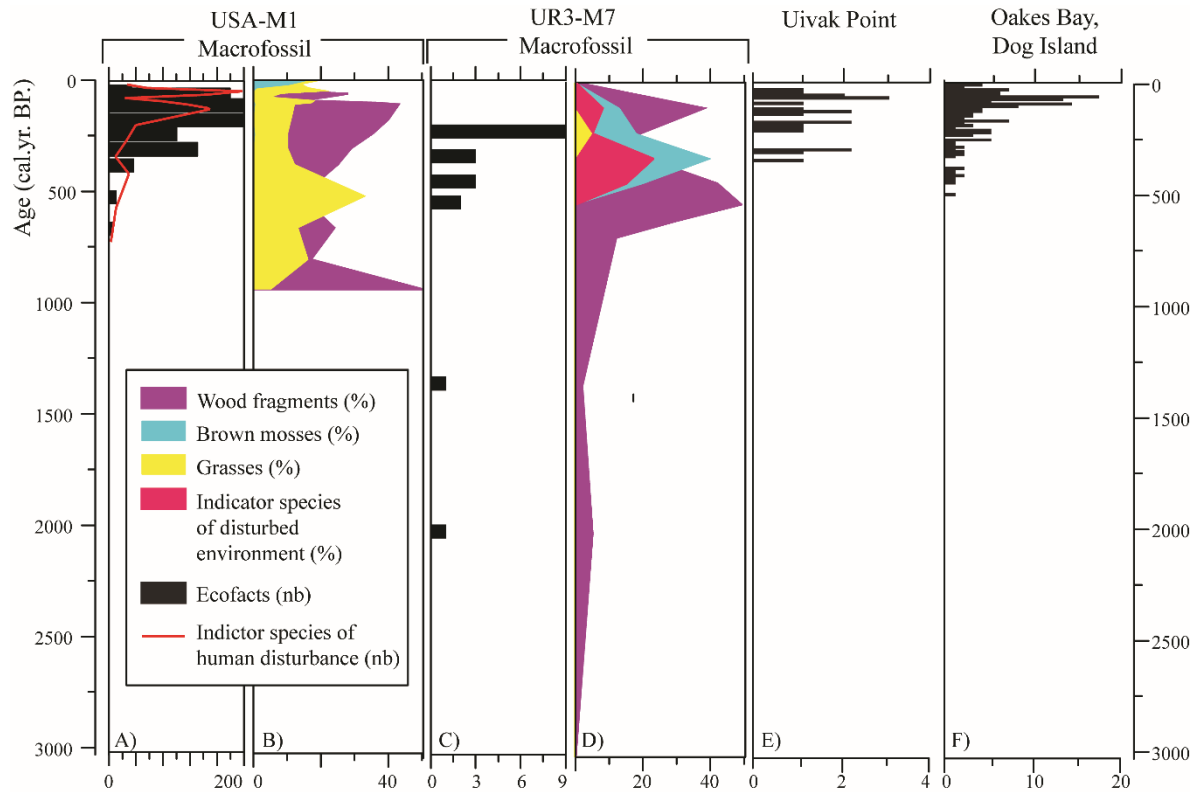 USA-M1
Macrofossil
UR3-M7
Macrofossil
Uivak Point
Oakes Bay,
Dog Island
Age (cal.yr. BP.)
0
500
1000
1500
2000
2500
3000
Wood fragments (%)
Brown mosses (%)
Grasses (%)
Indicator species
of disturbed
environment (%)
Ecofacts (nb)
Indictor species of
human disturbance (nb)
A)
B)
C)
D)
E)
F)
0
500
1000
1500
2000
2500
3000
0 200
0 20 40
0 3 6 9
20 40
0 2 4
0 10 20